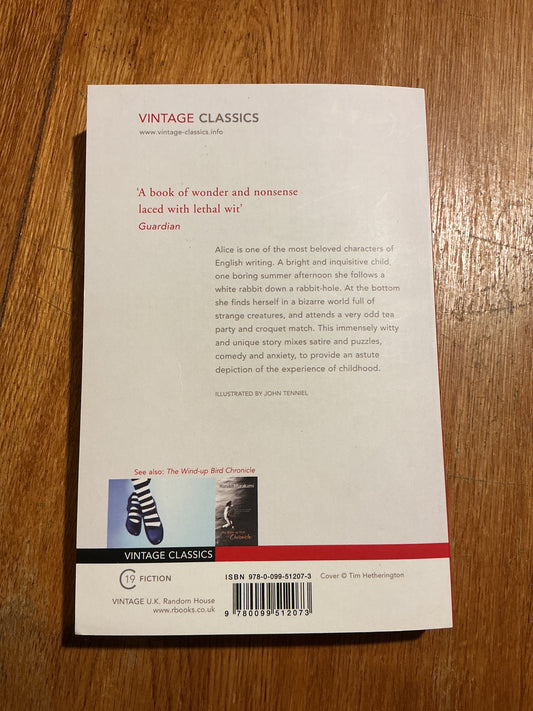 VINTAGE CLASSICS
www.vintage-classics.info
‘A book of wonder and nonsense
laced with lethal wit’
Guardian
Alice is one of the most beloved characters of
English writing. A bright and inquisitive child,
one boring summer afternoon she follows a
white rabbit down a rabbit-hole. At the bottom
she finds herself in a bizarre world full of
strange creatures, and attends a very odd tea
party and croquet match. This immensely witty
and unique story mixes satire and puzzles,
comedy and anxiety, to provide an astute
depiction of the experience of childhood.
ILLUSTRATED BY JOHN TENNIEL
See also: The Wind-up Bird Chronicle
Haruki Murakami
Chronicle
VINTAGE CLASSICS
C19 FICTION
VINTAGE U.K. Random House
www.rbooks.co.uk
ISBN 978-0-099-51207-3
9 780099 512073
Cover © Tim Hetherington